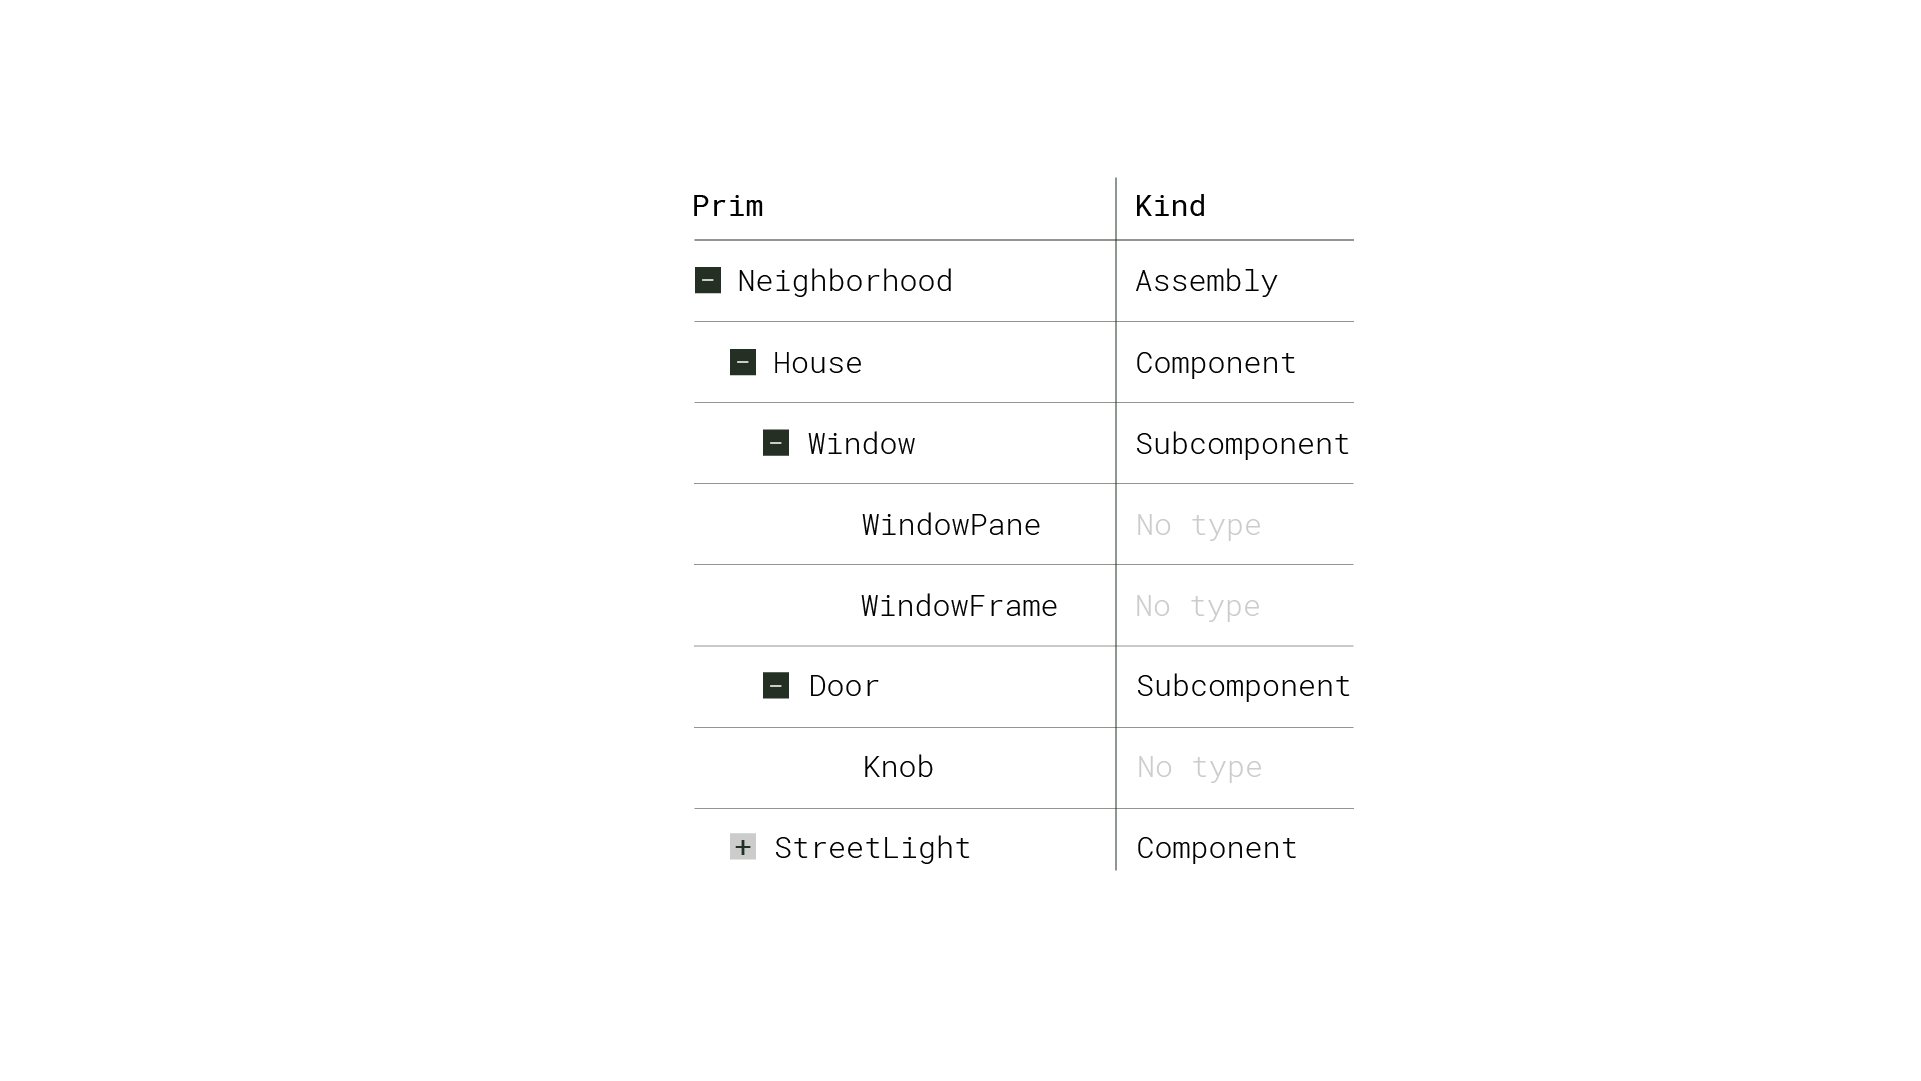 Prim Kind
− Neighborhood Assembly
− House Component
− Window Subcomponent
WindowPane No type
WindowFrame No type
− Door Subcomponent
Knob No type
+ StreetLight Component